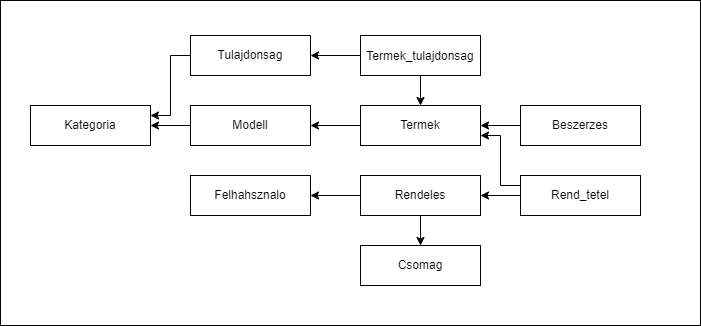 Tulajdonsag
Termek_tulajdonsag
Kategoria
Modell
Termek
Beszerzes
Felhahsznalo
Rendeles
Rend_tetel
Csomag